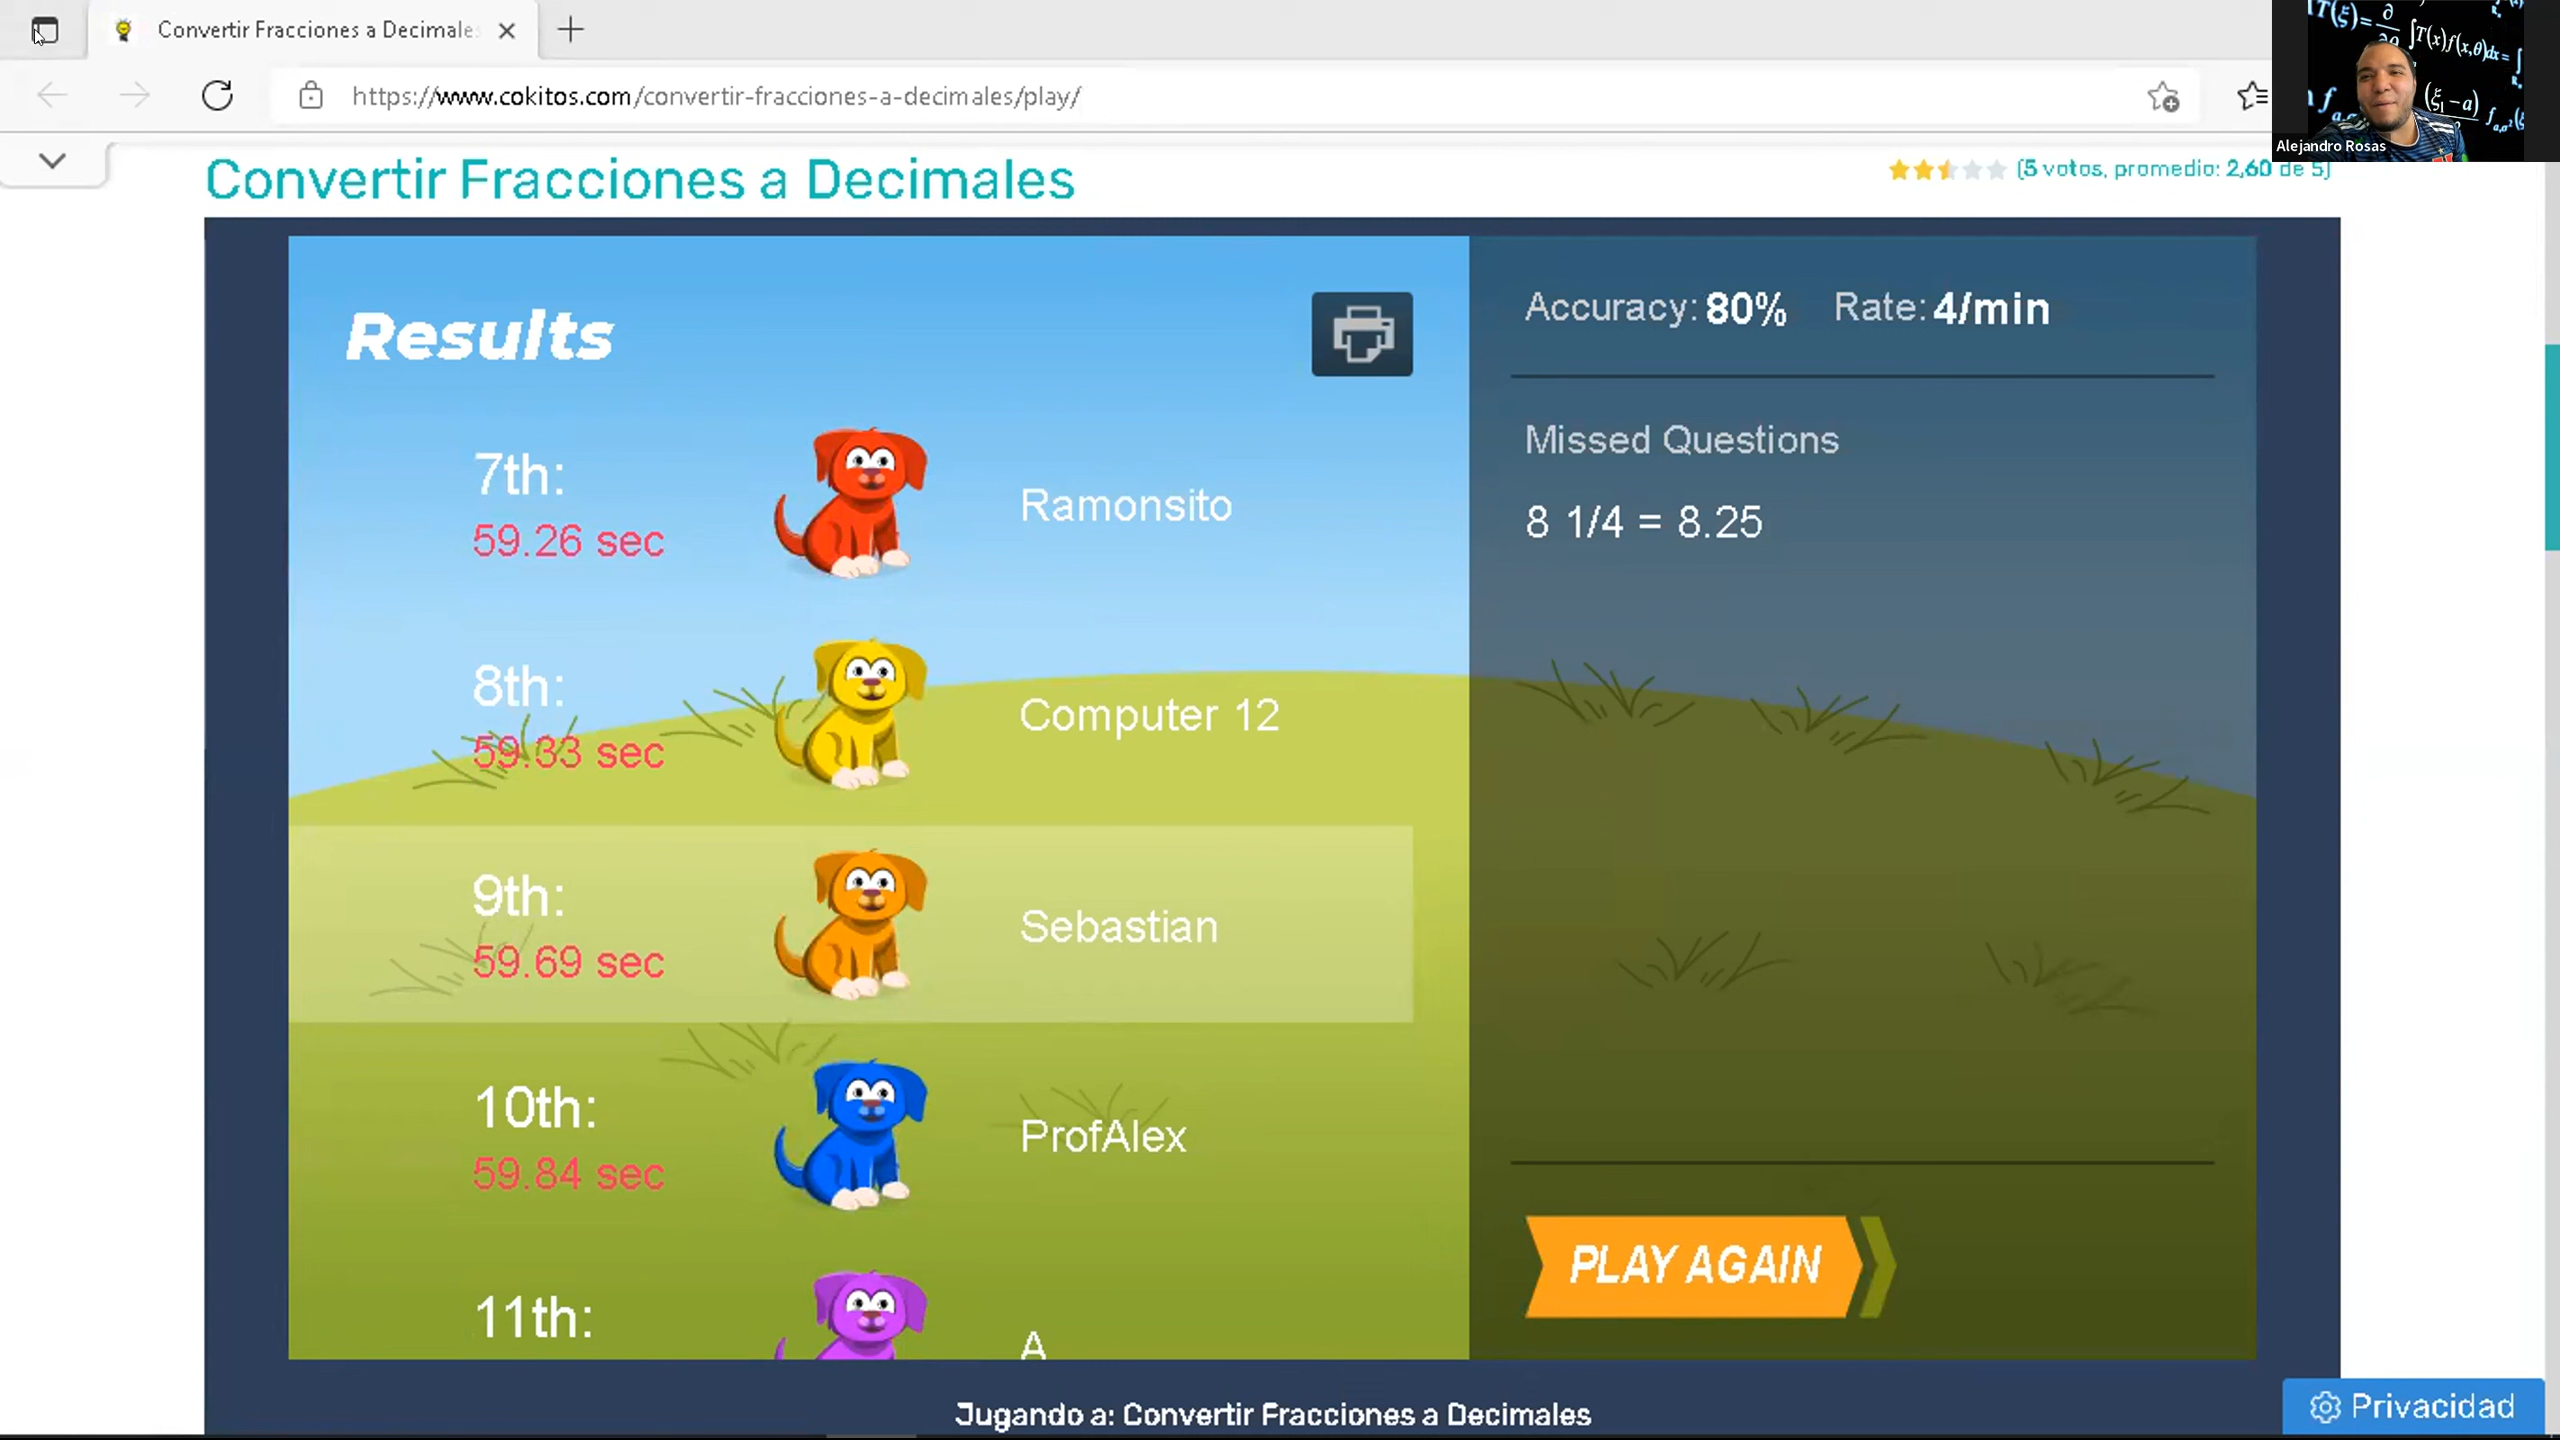 Convertir Fracciones a Decimales
https://www.cokitos.com/convertir-fracciones-a-decimales/play/
Alejandro Rosas
Convertir Fracciones a Decimales
(5 votos, promedio: 2,60 de 5)
Results
Accuracy: 80% Rate: 4/min
Missed Questions
8 1/4 = 8.25
7th:
59.26 sec
Ramonsito
8th:
59.33 sec
Computer 12
9th:
59.69 sec
Sebastian
10th:
59.84 sec
ProfAlex
11th:
A
PLAY AGAIN
Jugando a: Convertir Fracciones a Decimales
Privacidad